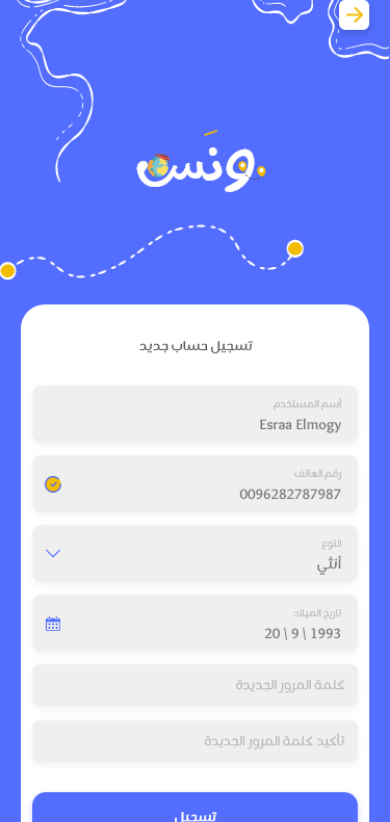 ونس
تسجيل حساب جديد
أسم المستخدم
Esraa Elmogy
رقم الهاتف
0096282787987
النوع
أنثي
تاريخ الميلاد
20 \ 9 \ 1993
كلمة المرور الجديدة
تأكيد كلمة المرور الجديدة
تسجيل